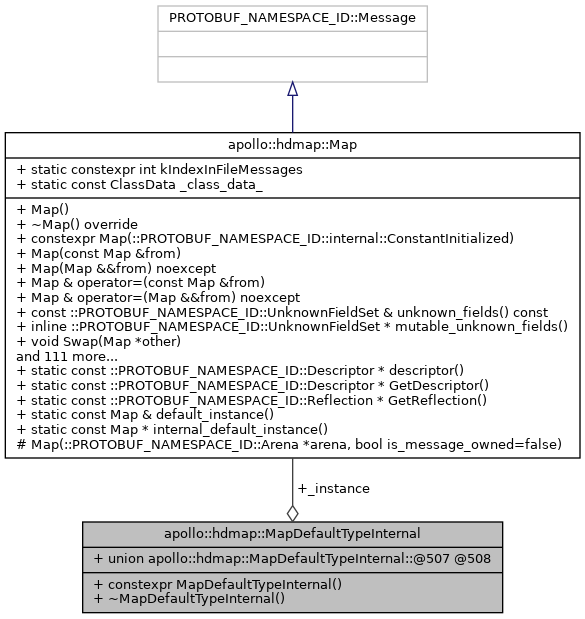 PROTOBUF_NAMESPACE_ID::Message
apollo::hdmap::Map
+ static constexpr int kIndexInFileMessages
+ static const ClassData _class_data_
+ Map()
+ ~Map() override
+ constexpr Map(::PROTOBUF_NAMESPACE_ID::internal::ConstantInitialized)
+ Map(const Map &from)
+ Map(Map &&from) noexcept
+ Map & operator=(const Map &from)
+ Map & operator=(Map &&from) noexcept
+ const ::PROTOBUF_NAMESPACE_ID::UnknownFieldSet & unknown_fields() const
+ inline ::PROTOBUF_NAMESPACE_ID::UnknownFieldSet * mutable_unknown_fields()
+ void Swap(Map *other)
and 111 more...
+ static const ::PROTOBUF_NAMESPACE_ID::Descriptor * descriptor()
+ static const ::PROTOBUF_NAMESPACE_ID::Descriptor * GetDescriptor()
+ static const ::PROTOBUF_NAMESPACE_ID::Reflection * GetReflection()
+ static const Map & default_instance()
+ static const Map * internal_default_instance()
# Map(::PROTOBUF_NAMESPACE_ID::Arena *arena, bool is_message_owned=false)
+_instance
apollo::hdmap::MapDefaultTypeInternal
+ union apollo::hdmap::MapDefaultTypeInternal::@507 @508
+ constexpr MapDefaultTypeInternal()
+ ~MapDefaultTypeInternal()